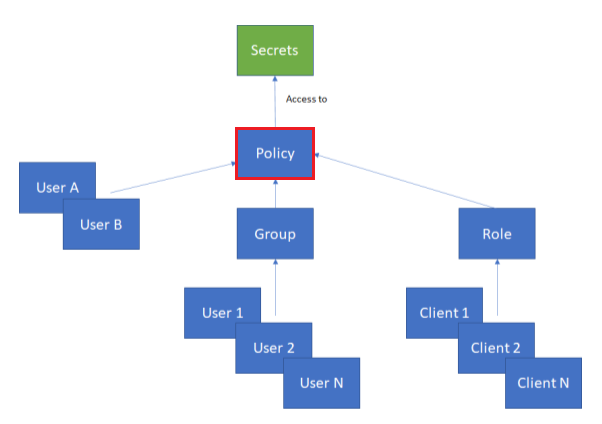 Secrets
Access to
Policy
User A
User B
Group
Role
User 1
User 2
User N
Client 1
Client 2
Client N